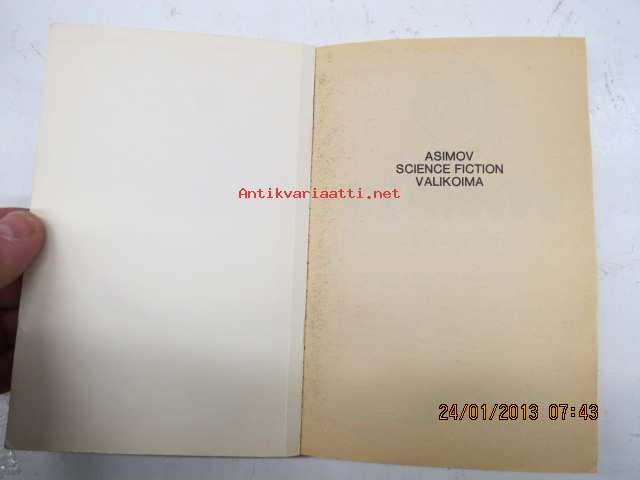 ASIMOV
SCIENCE FICTION
VALIKOIMA
Antikvariaatti.net
24/01/2013 07:43